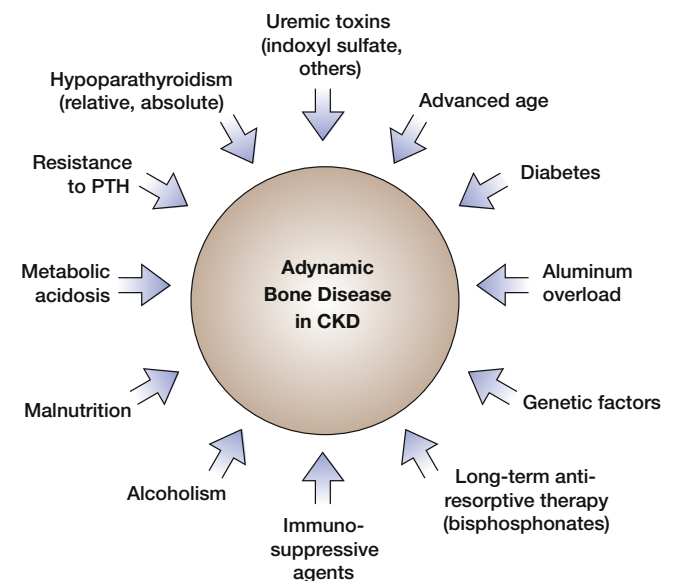 Uremic toxins
(indoxyl sulfate,
others)
Hypoparathyroidism
(relative, absolute)
Advanced age
Resistance
to PTH
Diabetes
Metabolic
acidosis
Adynamic
Bone Disease
in CKD
Aluminum
overload
Malnutrition
Genetic factors
Alcoholism
Long-term anti-
resorptive therapy
(bisphosphonates)
Immuno-
suppressive
agents